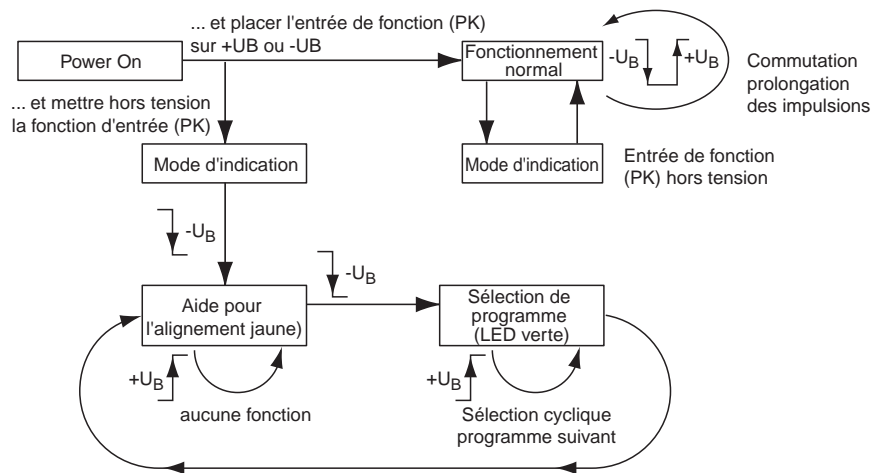 ... et placer l'entrée de fonction (PK)
sur +UB ou -UB
Power On
Fonctionnement
normal
-UB
+UB
Commutation
prolongation
des impulsions
... et mettre hors tension
la fonction d'entrée (PK)
Mode d'indication
Mode d'indication
Entrée de fonction
(PK) hors tension
-UB
-UB
Aide pour
l'alignement jaune)
Sélection de
programme
(LED verte)
+UB
+UB
aucune fonction
Sélection cyclique
programme suivant